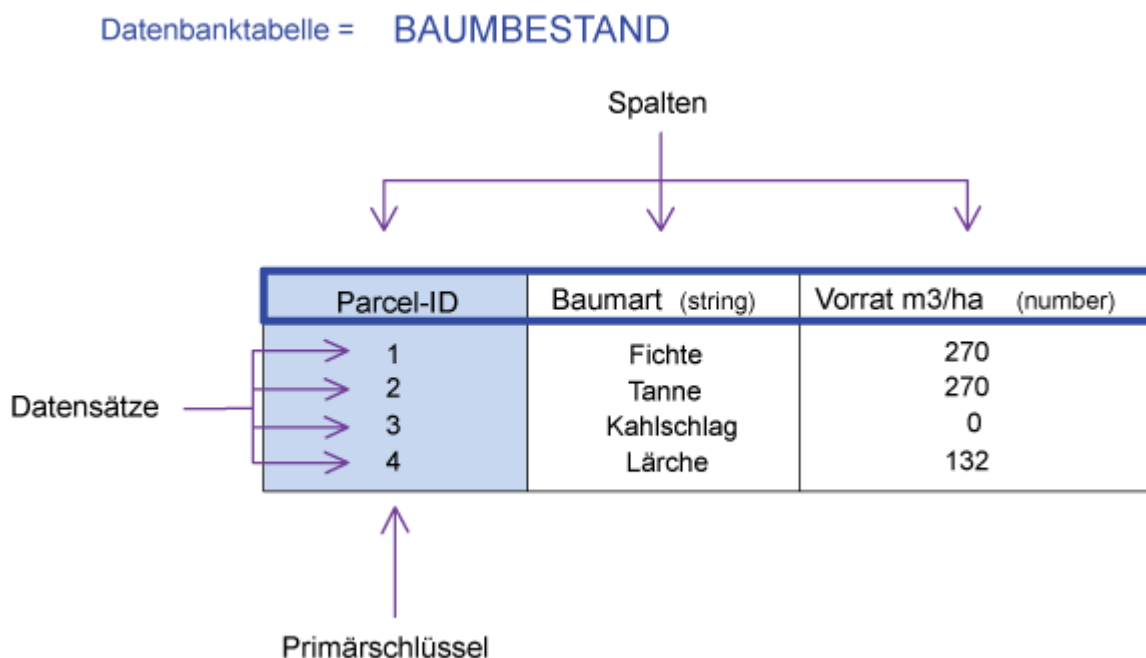 Datenbanktabelle = BAUMBESTAND
Spalten
Parcel-ID Baumart (string) Vorrat m3/ha (number)
1 Fichte 270
2 Tanne 270
Datensätze
3 Kahlschlag 0
4 Lärche 132
Primärschlüssel